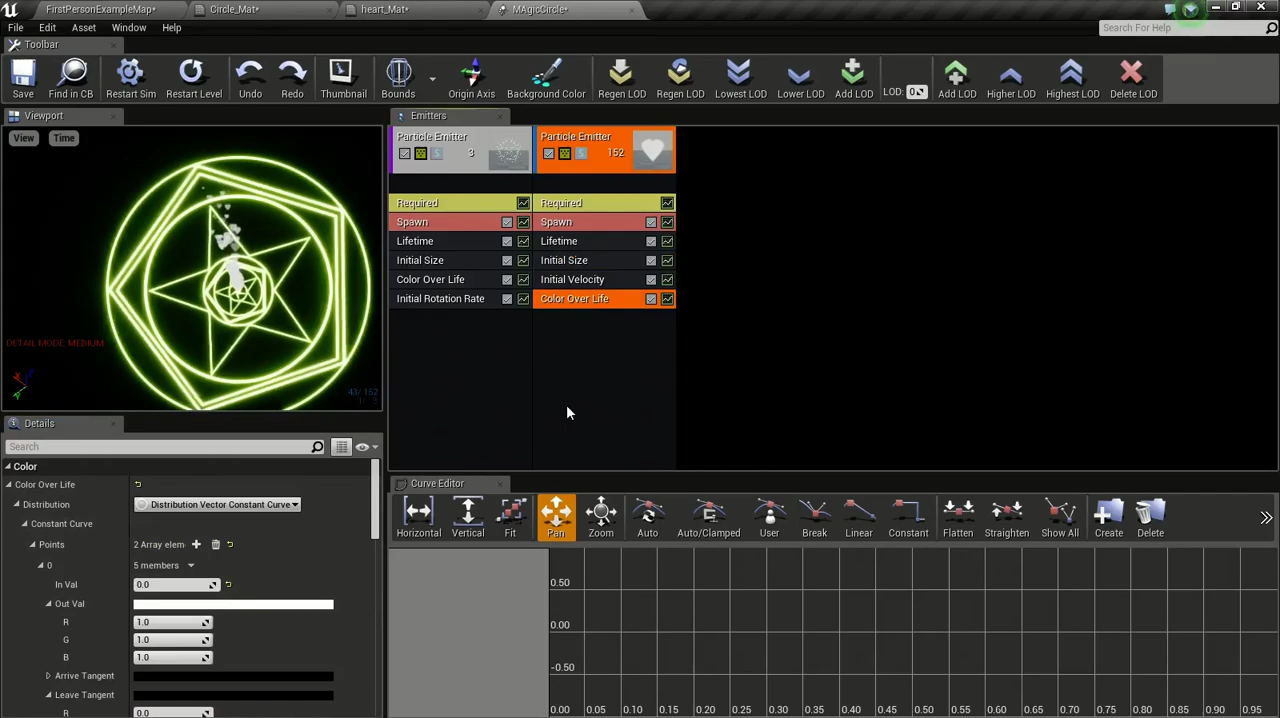 FirstPersonExampleMap*
Circle_Mat*
heart_Mat*
MAgicCircle*
File
Edit
Asset
Window
Help
Search For Help
Toolbar
Save
Find in CB
Restart Sim
Restart Level
Undo
Redo
Thumbnail
Bounds
Origin Axis
Background Color
Regen LOD
Regen LOD
Lowest LOD
Lower LOD
Add LOD
LOD: 0
Add LOD
Higher LOD
Highest LOD
Delete LOD
Viewport
View
Time
DETAIL MODE: MEDIUM
43/ 152
Emitters
Particle Emitter
S
3
Particle Emitter
S
152
Required
Required
Spawn
Spawn
Lifetime
Lifetime
Initial Size
Initial Size
Color Over Life
Initial Velocity
Initial Rotation Rate
Color Over Life
Details
Search
Color
Color Over Life
Distribution
Distribution Vector Constant Curve
Constant Curve
Points
2 Array elem
0
5 members
In Val
0.0
Out Val
R
1.0
G
1.0
B
1.0
Arrive Tangent
Leave Tangent
R
0.0
Curve Editor
Horizontal
Vertical
Fit
Pan
Zoom
Auto
Auto/Clamped
User
Break
Linear
Constant
Flatten
Straighten
Show All
Create
Delete
0.50
0.00
-0.50
0.00 0.05 0.10 0.15 0.20 0.25 0.30 0.35 0.40 0.45 0.50 0.55 0.60 0.65 0.70 0.75 0.80 0.85 0.90 0.95